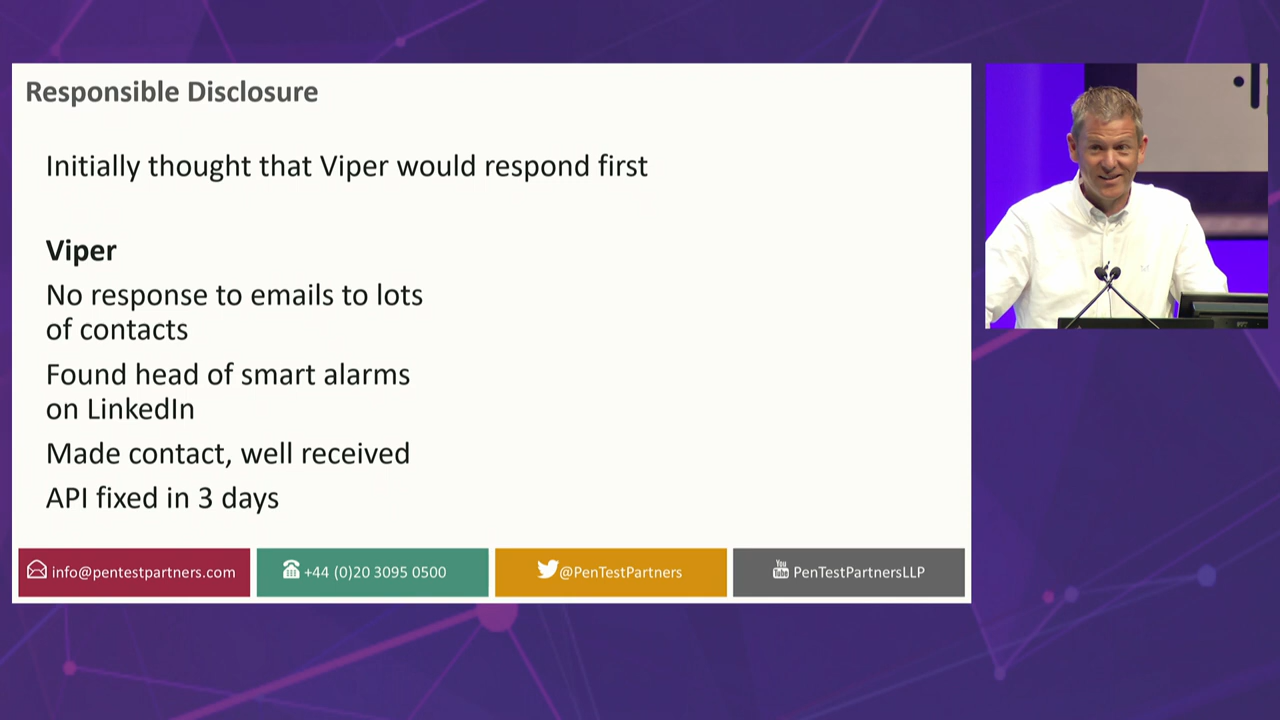 Responsible Disclosure
Initially thought that Viper would respond first
Viper
No response to emails to lots
of contacts
Found head of smart alarms
on LinkedIn
Made contact, well received
API fixed in 3 days
info@pentestpartners.com
+44 (0)20 3095 0500
@PenTestPartners
You Tube PenTestPartnersLLP